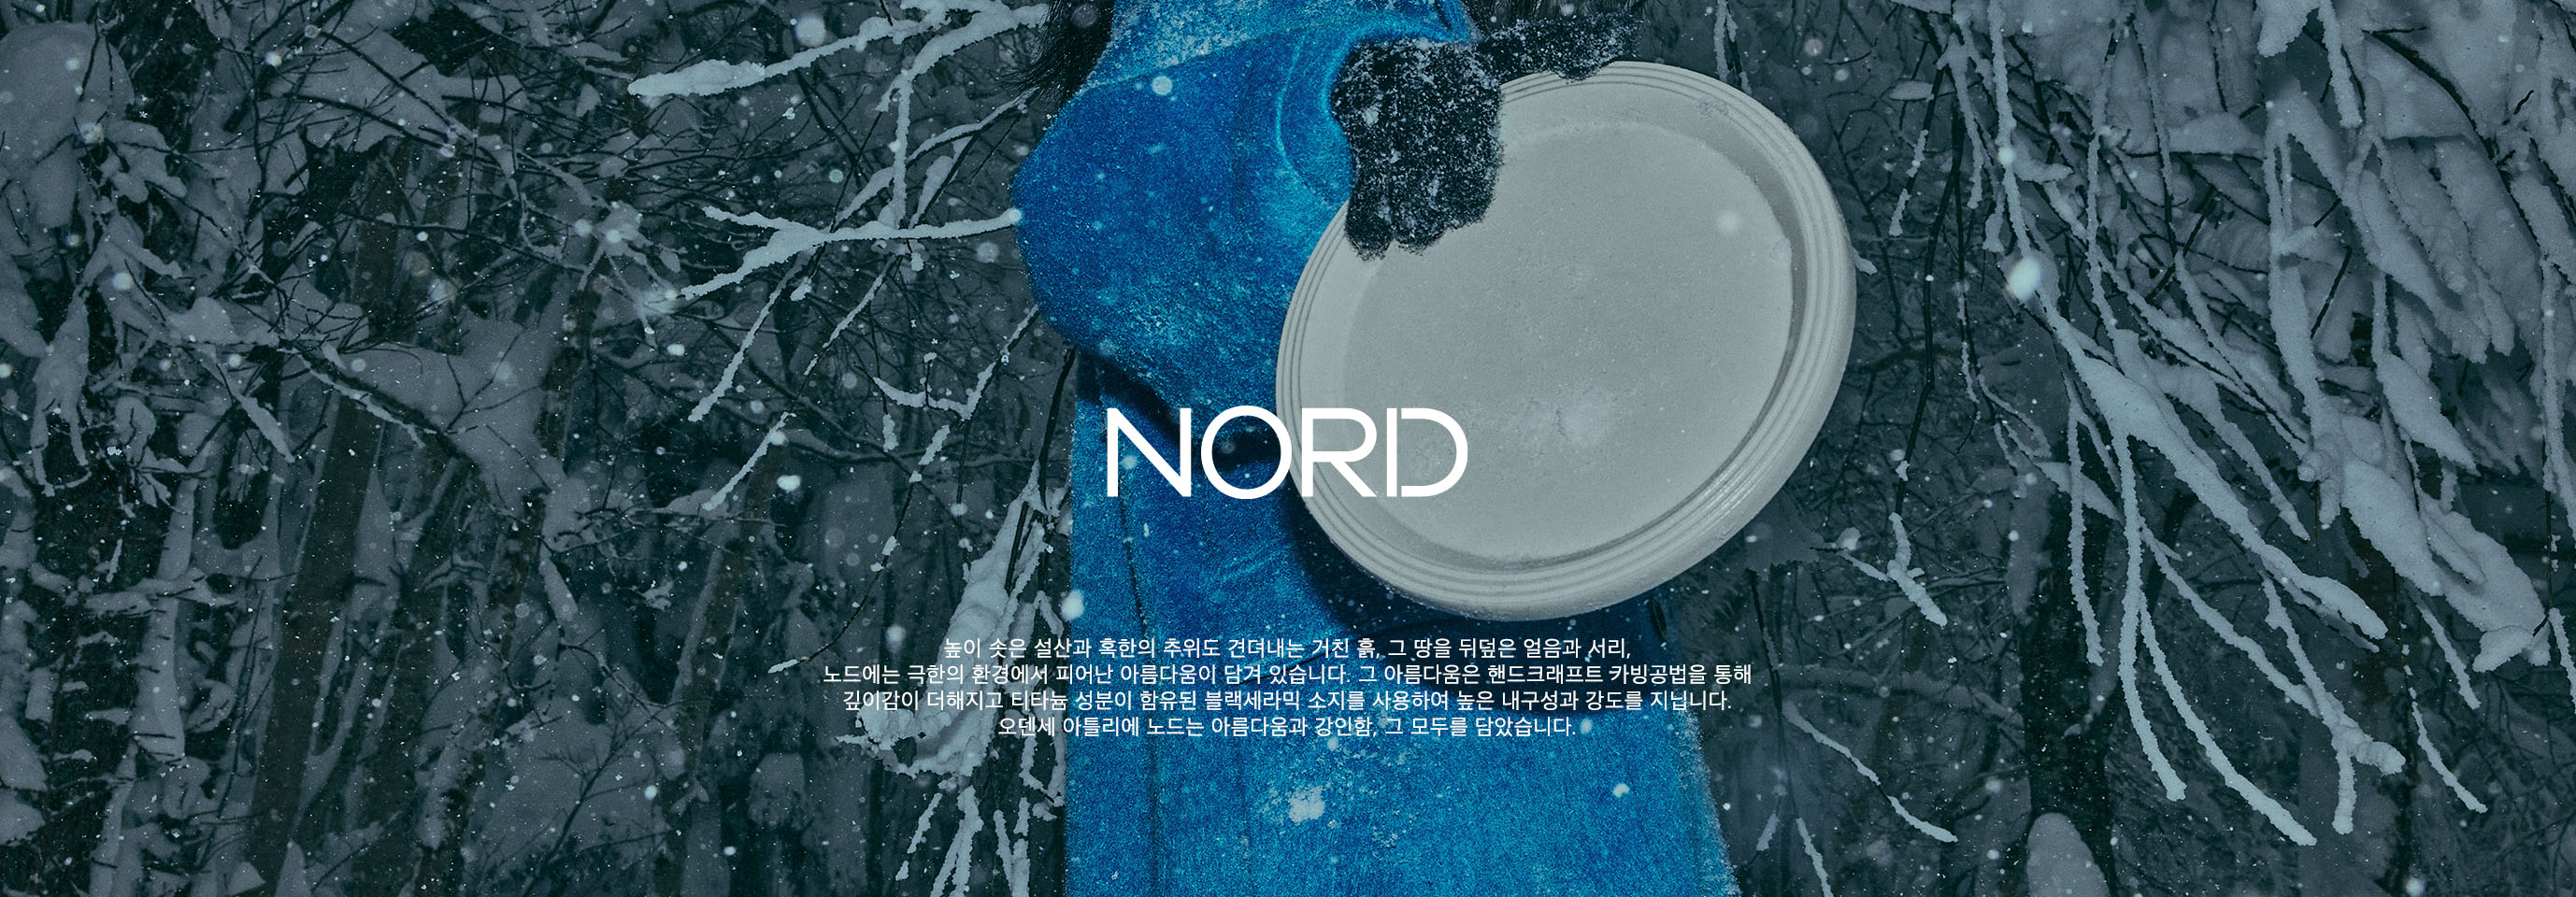 NORD
높이 솟은 설산과 혹한의 추위도 견뎌내는 거친 흙, 그 땅을 뒤덮은 얼음과 서리,
노드에는 극한의 환경에서 피어난 아름다움이 담겨 있습니다. 그 아름다움은 핸드크래프트 카빙공법을 통해
깊이감이 더해지고 티타늄 성분이 함유된 블랙세라믹 소지를 사용하여 높은 내구성과 강도를 지닙니다.
오덴세 아틀리에 노드는 아름다움과 강인함, 그 모두를 담았습니다.